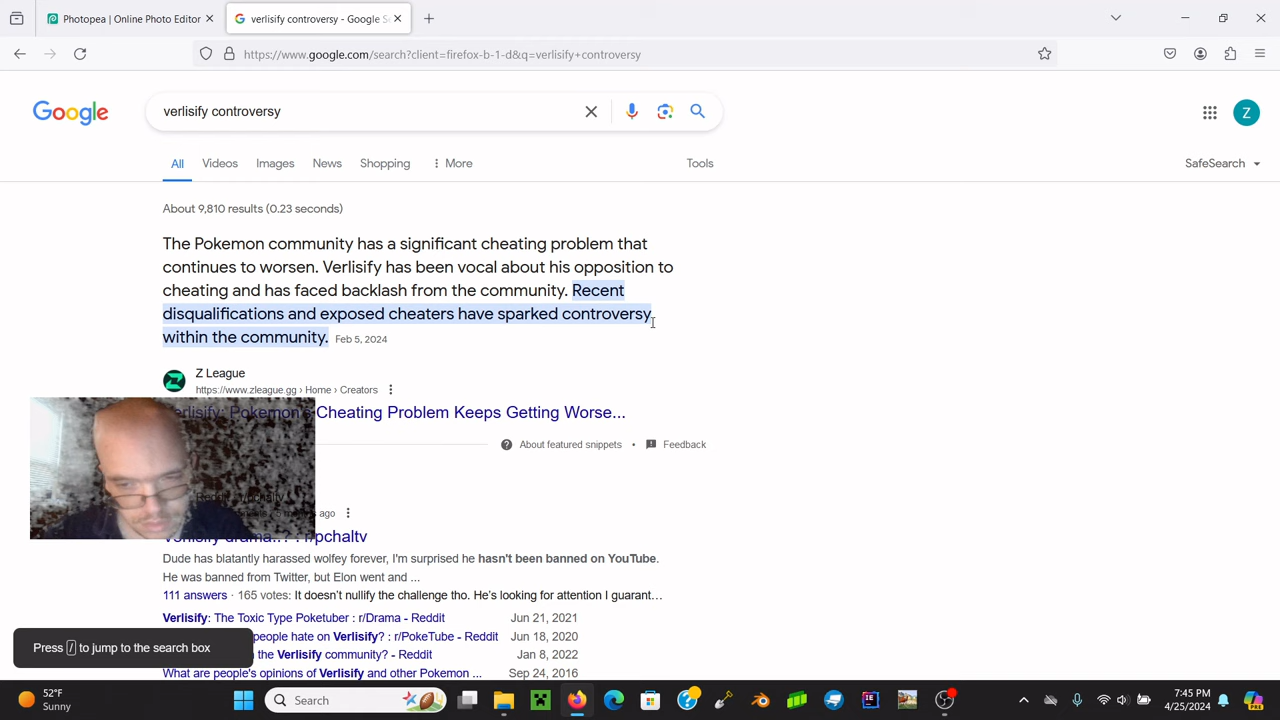 Photopea | Online Photo Editor
verlisify controversy - Google S
https://www.google.com/search?client=firefox-b-1-d&q=verlisify+controversy
Google
verlisify controversy
Z
All Videos Images News Shopping More Tools SafeSearch
About 9,810 results (0.23 seconds)
The Pokemon community has a significant cheating problem that
continues to worsen. Verlisify has been vocal about his opposition to
cheating and has faced backlash from the community. Recent
disqualifications and exposed cheaters have sparked controversy
within the community. Feb 5, 2024
Z League
https://www.zleague.gg › Home › Creators
Verlisify: Pokemon's Cheating Problem Keeps Getting Worse...
About featured snippets • Feedback
Reddit · r/pchaltv
months ago
Verlisify drama..? : r/pchaltv
Dude has blatantly harassed wolfey forever, I'm surprised he hasn't been banned on YouTube.
He was banned from Twitter, but Elon went and ...
111 answers · 165 votes: It doesn't nullify the challenge tho. He's looking for attention I guarant…
Verlisify: The Toxic Type Poketuber : r/Drama - Reddit Jun 21, 2021
people hate on Verlisify? : r/PokeTube - Reddit Jun 18, 2020
the Verlisify community? - Reddit Jan 8, 2022
What are people's opinions of Verlisify and other Pokemon ... Sep 24, 2016
Press / to jump to the search box
52°F
Sunny
Search
7:45 PM
4/25/2024